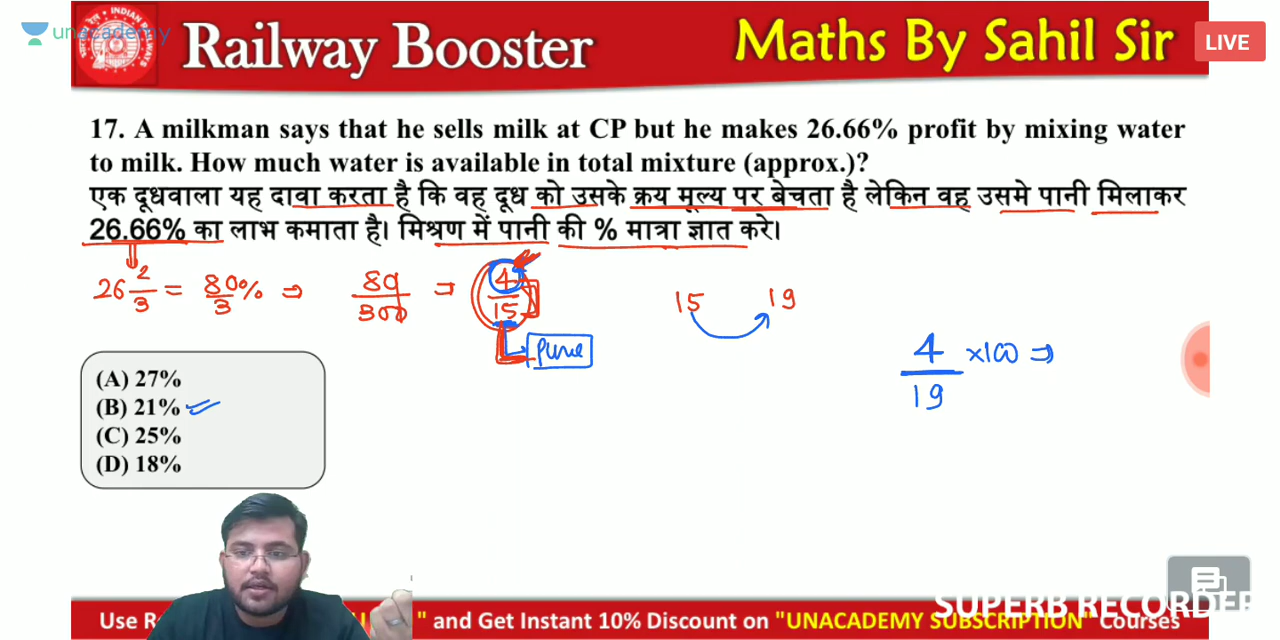 unacademy
INDIAN RAILWAYS
Railway Booster
Maths By Sahil Sir
LIVE
17. A milkman says that he sells milk at CP but he makes 26.66% profit by mixing water
to milk. How much water is available in total mixture (approx.)?
एक दूधवाला यह दावा करता है कि वह दूध को उसके क्रय मूल्य पर बेचता है लेकिन वह उसमे पानी मिलाकर
26.66% का लाभ कमाता है। मिश्रण में पानी की % मात्रा ज्ञात करे।
26 2/3 = 80/3 % ⇒ 80/300 ⇒ 4/15
15 19
Pure
4/19 ×100 ⇒
(A) 27%
(B) 21%
(C) 25%
(D) 18%
Use R
" and Get Instant 10% Discount on "UNACADEMY SUBSCRIPTION" Courses
SUPERB RECORDER